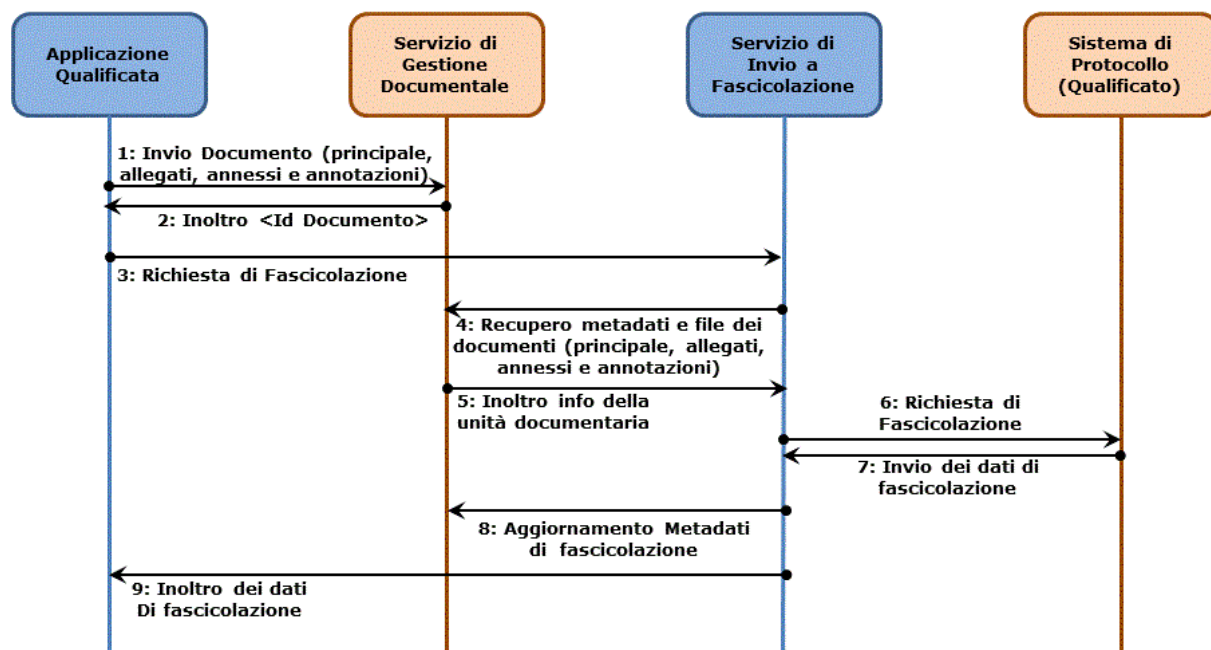 Applicazione
Qualificata
Servizio di
Gestione
Documentale
Servizio di
Invio a
Fascicolazione
Sistema di
Protocollo
(Qualificato)
1: Invio Documento (principale,
allegati, annessi e annotazioni)
2: Inoltro <Id Documento>
3: Richiesta di Fascicolazione
4: Recupero metadati e file dei
documenti (principale, allegati,
annessi e annotazioni)
5: Inoltro info della
unità documentaria
6: Richiesta di
Fascicolazione
7: Invio dei dati di
fascicolazione
8: Aggiornamento Metadati
di fascicolazione
9: Inoltro dei dati
Di fascicolazione